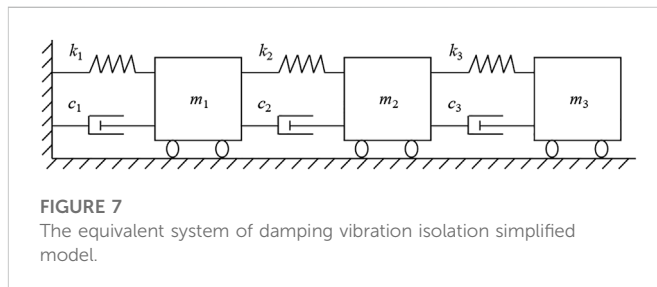 k₁ k₂ k₃
c₁ m₁ c₂ m₂ c₃ m₃
FIGURE 7
The equivalent system of damping vibration isolation simplified
model.